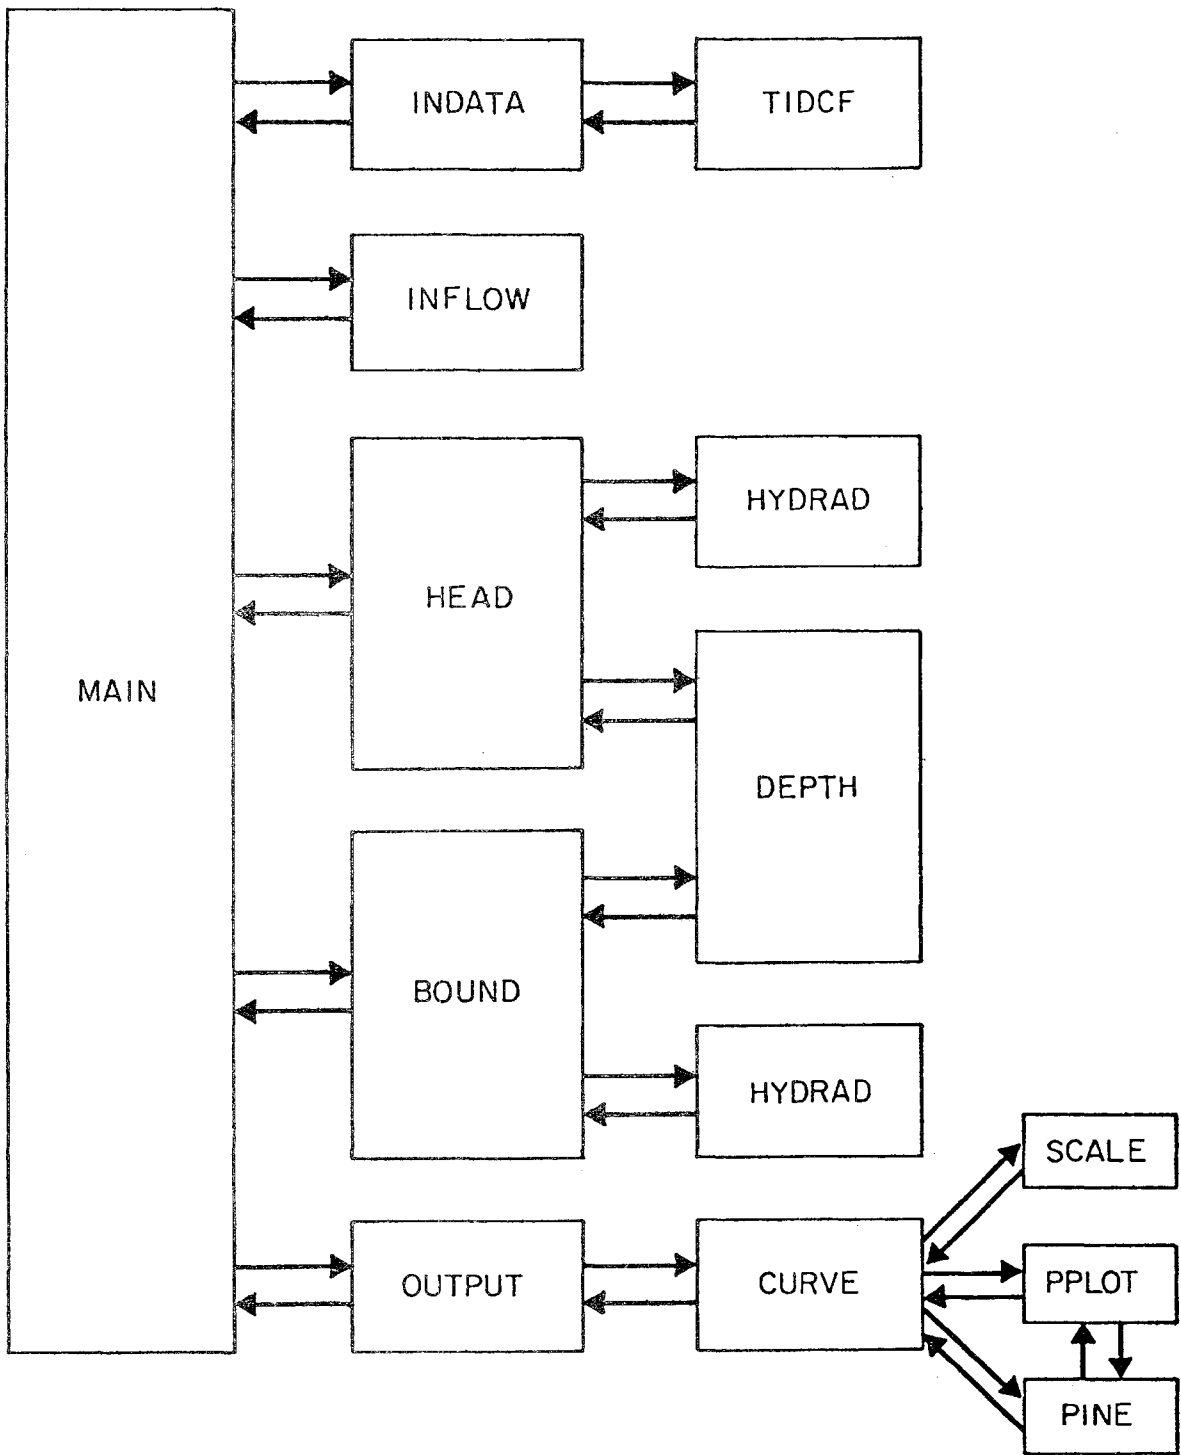 INDATA
TIDCF
INFLOW
HYDRAD
HEAD
MAIN
DEPTH
BOUND
HYDRAD
SCALE
OUTPUT
CURVE
PPLOT
PINE